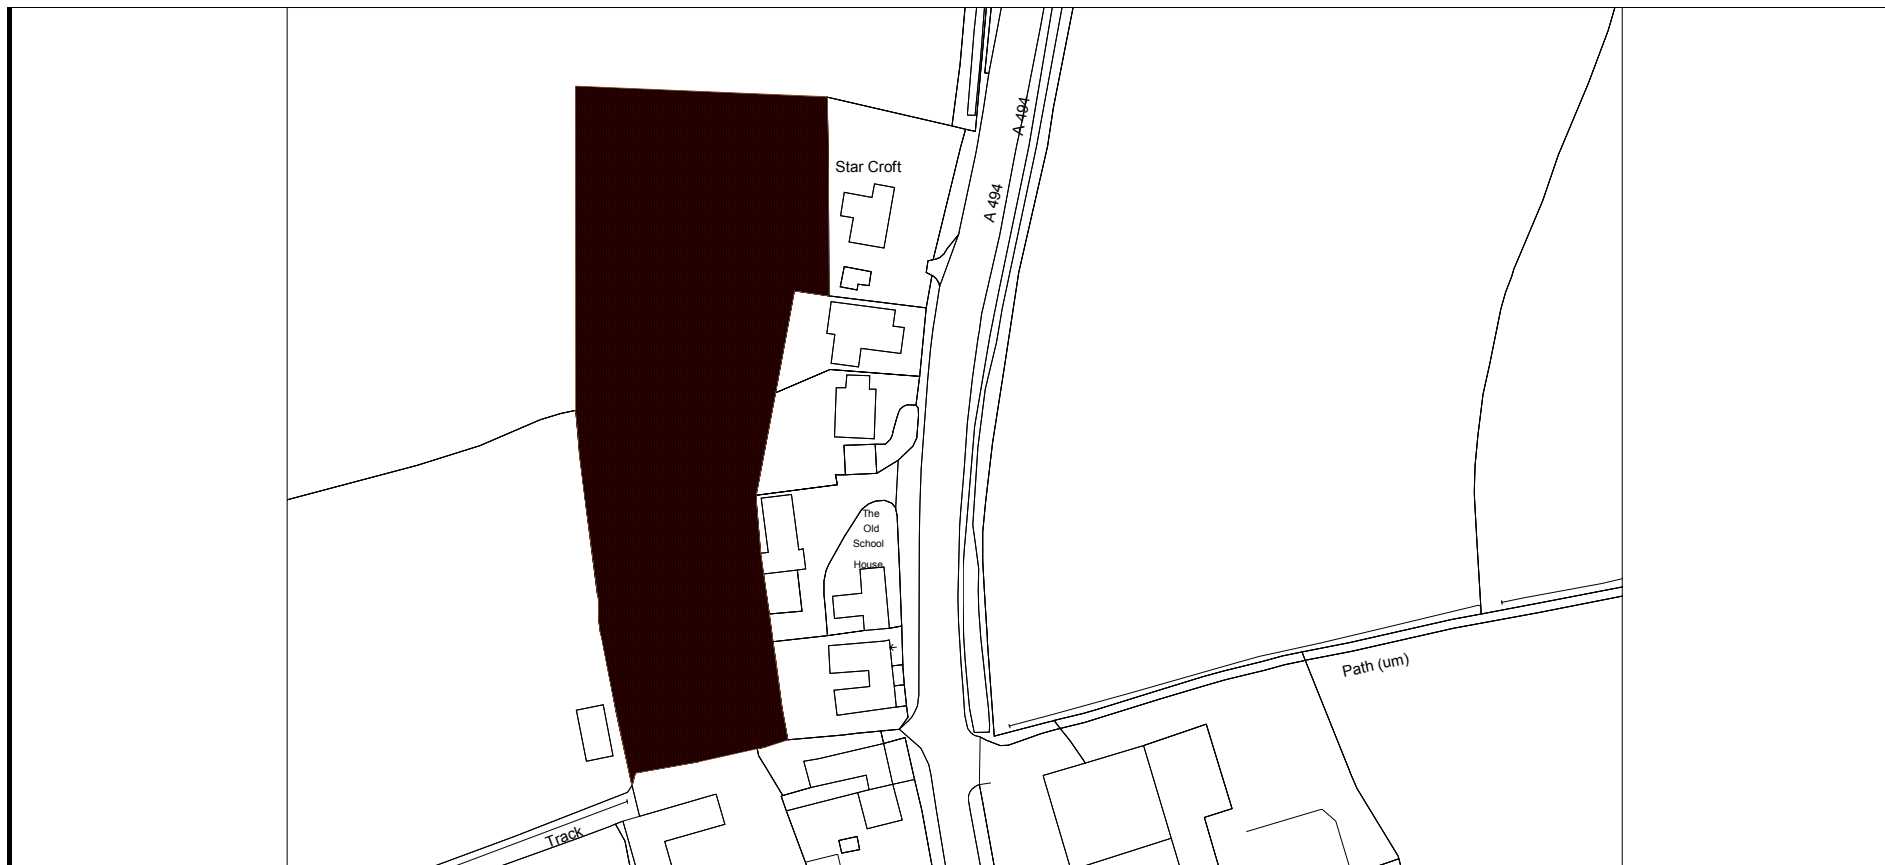 A 494
Star Croft
A 494
The
Old
School
House
Path (um)
Track